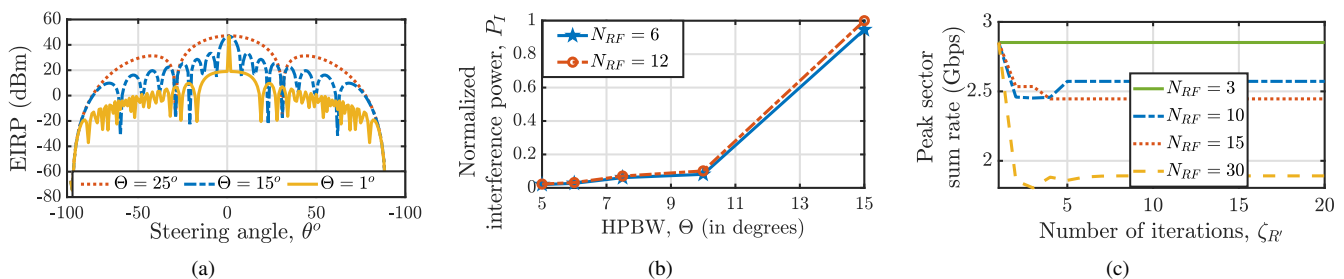 60
40
20
0
-20
-40
-60
-80
EIRP (dBm)
Θ = 25°
Θ = 15°
Θ = 1°
-100
-50
0
50
-100
Steering angle, θ°
(a)
1
0.8
0.6
0.4
0.2
0
Normalized
interference power, P_I
N_RF = 6
N_RF = 12
5
7
9
11
13
15
HPBW, Θ (in degrees)
(b)
3
2.5
2
Peak sector
sum rate (Gbps)
N_RF = 3
N_RF = 10
N_RF = 15
N_RF = 30
5
10
15
20
Number of iterations, ζ_R′
(c)